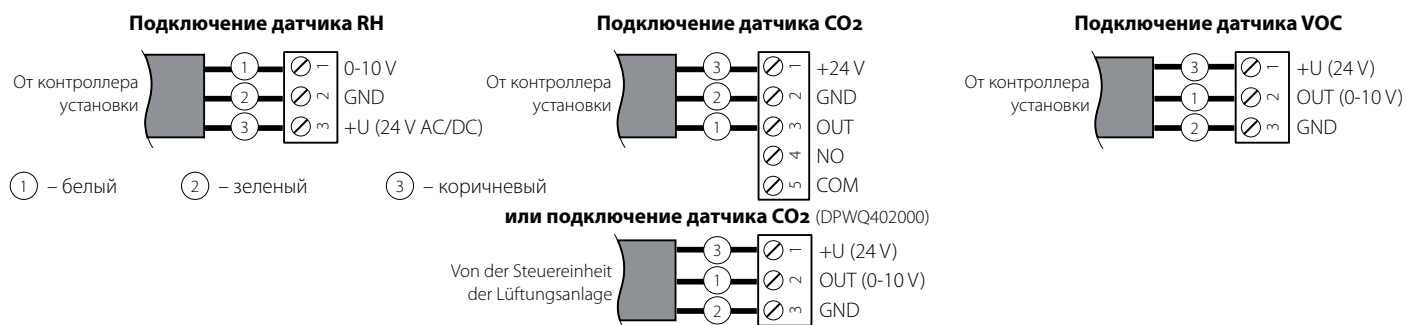 Подключение датчика RH
От контроллера
установки
1 1 0-10 V
2 2 GND
3 3 +U (24 V AC/DC)
Подключение датчика CO2
От контроллера
установки
3 1 +24 V
2 2 GND
1 3 OUT
4 NO
5 COM
Подключение датчика VOC
От контроллера
установки
3 1 +U (24 V)
1 2 OUT (0-10 V)
2 3 GND
1 – белый 2 – зеленый 3 – коричневый
или подключение датчика CO2 (DPWQ402000)
Von der Steuereinheit
der Lüftungsanlage
3 1 +U (24 V)
1 2 OUT (0-10 V)
2 3 GND